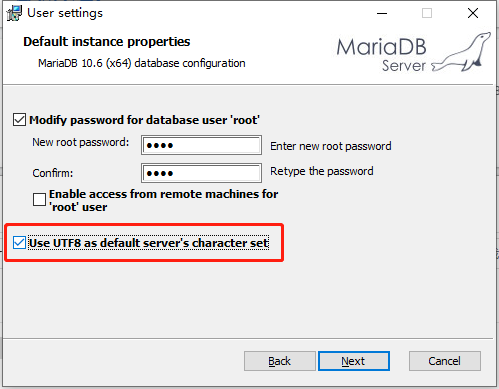 User settings
Default instance properties
MariaDB 10.6 (x64) database configuration
MariaDB
Server
Modify password for database user 'root'
New root password:
Enter new root password
Confirm:
Retype the password
Enable access from remote machines for
'root' user
Use UTF8 as default server's character set
Back
Next
Cancel